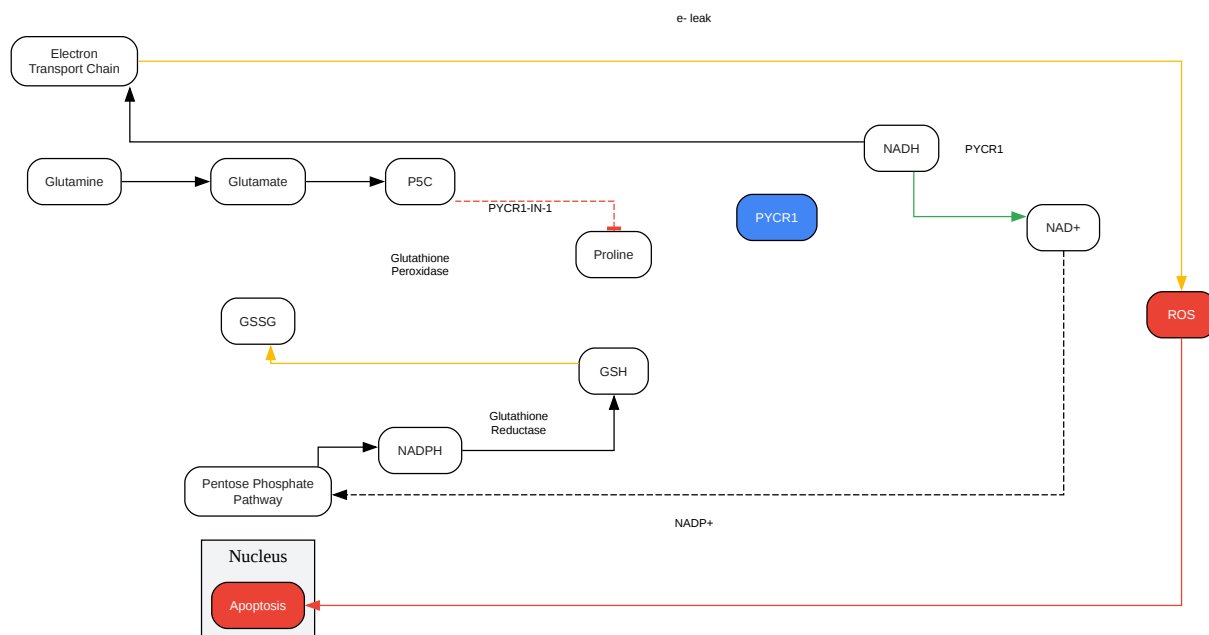 e- leak
Electron
Transport Chain
NADH
PYCR1
Glutamine
Glutamate
P5C
PYCR1-IN-1
PYCR1
NAD+
Proline
Glutathione
Peroxidase
GSSG
ROS
GSH
Glutathione
Reductase
NADPH
Pentose Phosphate
Pathway
NADP+
Nucleus
Apoptosis